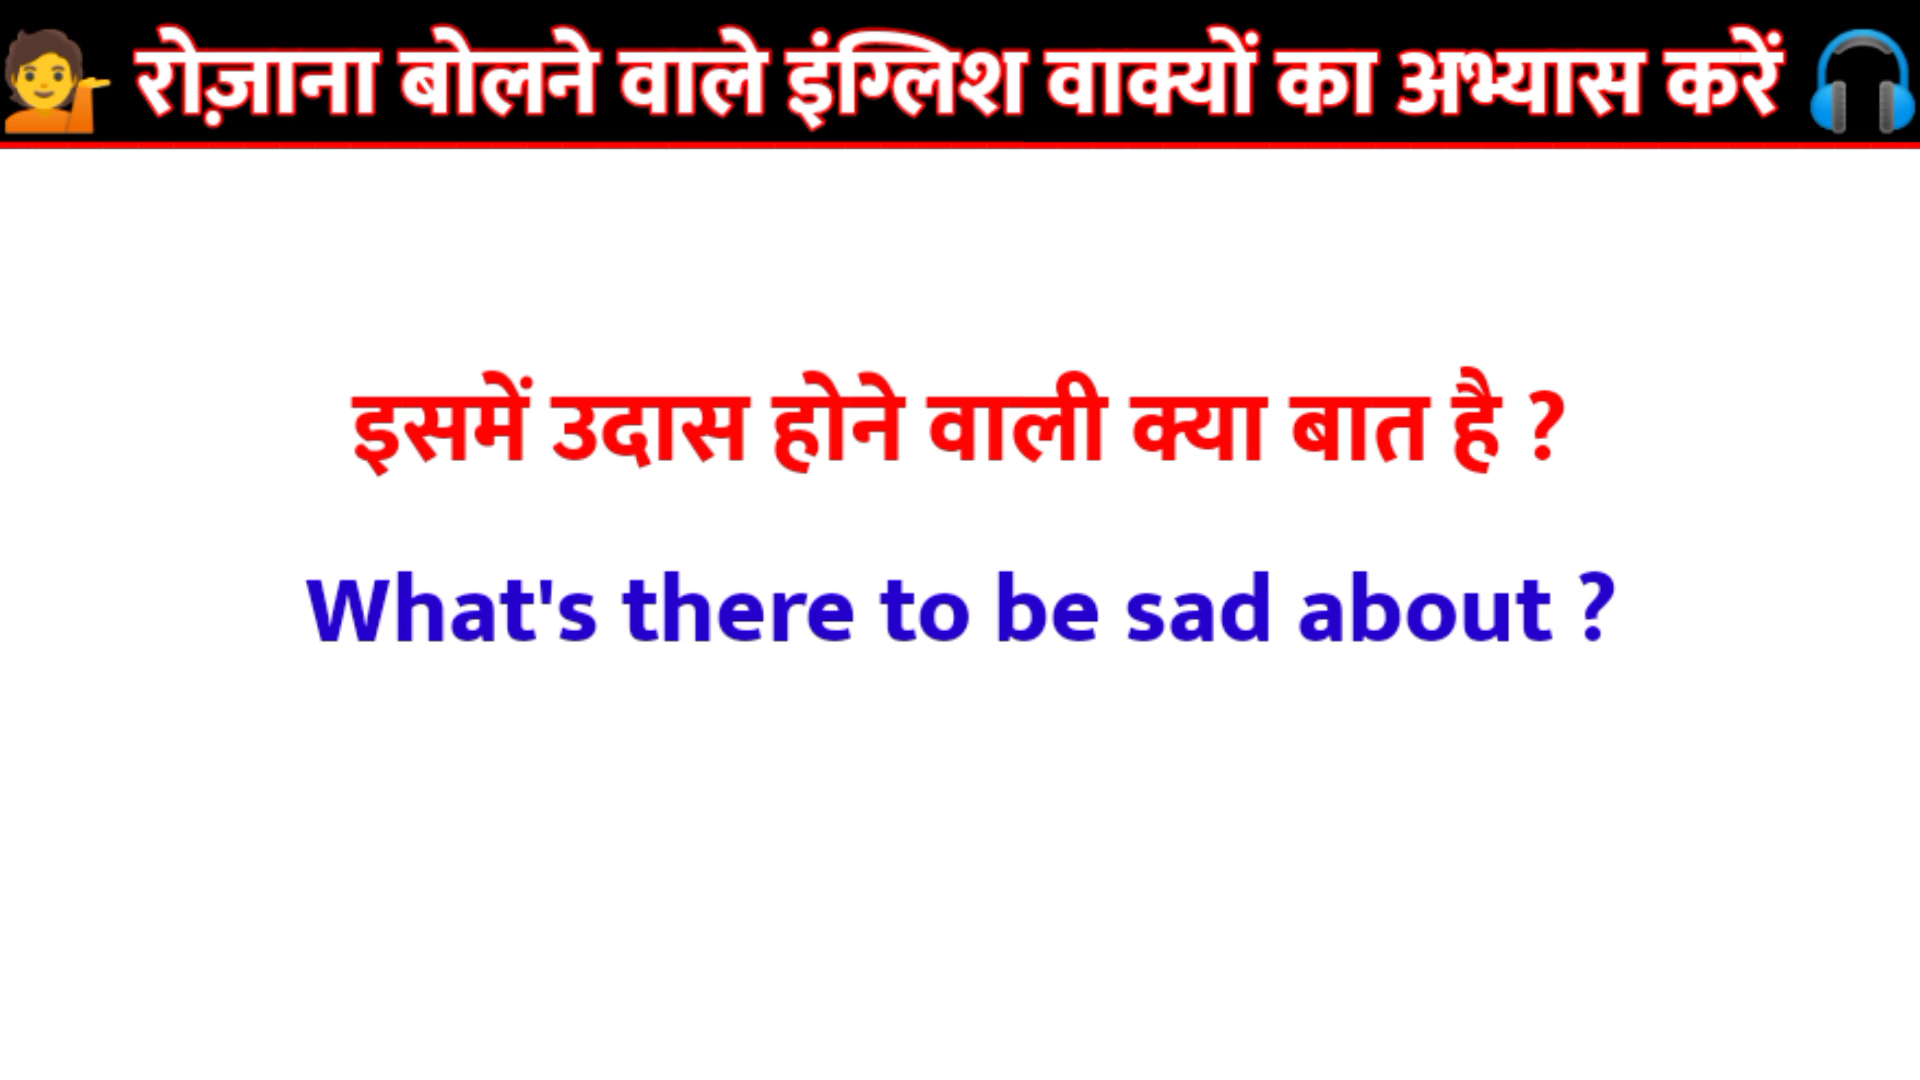 रोज़ाना बोलने वाले इंग्लिश वाक्यों का अभ्यास करें
इसमें उदास होने वाली क्या बात है ?
What's there to be sad about ?